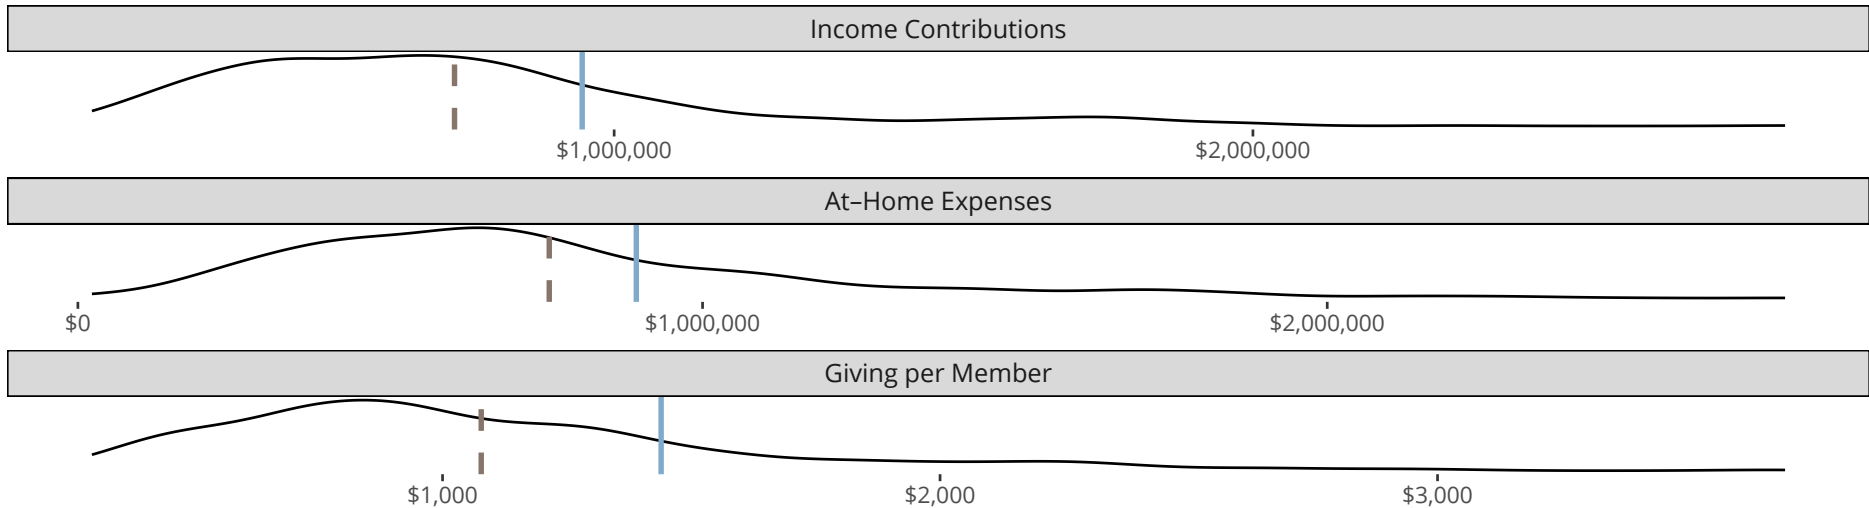 Income Contributions
$1,000,000 $2,000,000
At–Home Expenses
$0 $1,000,000 $2,000,000
Giving per Member
$1,000 $2,000 $3,000